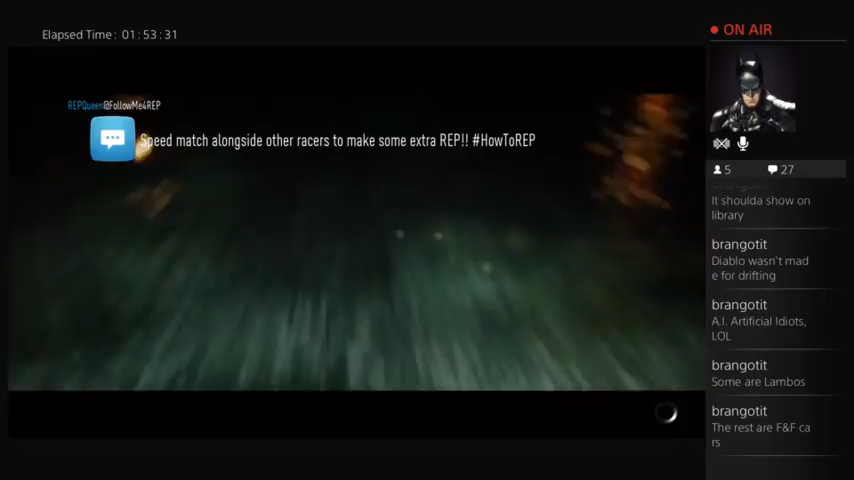 Elapsed Time: 01:53:31
ON AIR
REPQueen@FollowMe4REP
Speed match alongside other racers to make some extra REP!! #HowToREP
5
27
It shoulda show on
library
brangotit
Diablo wasn't mad
e for drifting
brangotit
A.I. Artificial Idiots,
LOL
brangotit
Some are Lambos
brangotit
The rest are F&F ca
rs